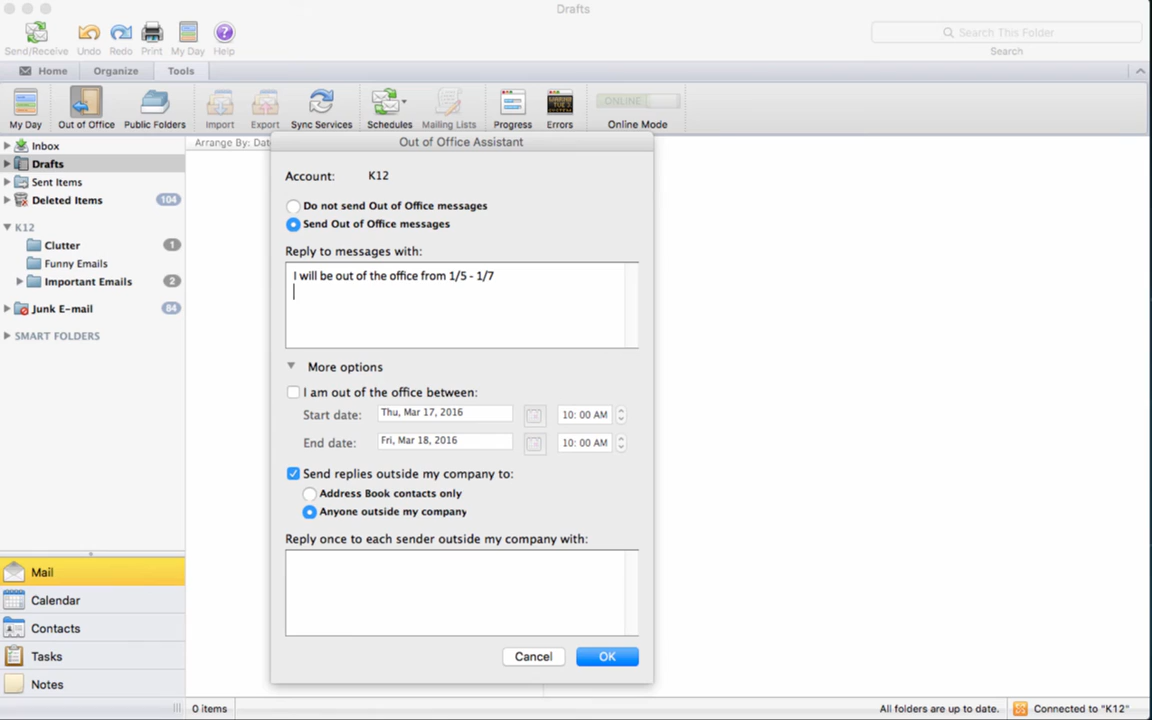 Drafts
Send/Receive Undo Redo Print My Day Help
Search This Folder
Search
Home Organize Tools
My Day Out of Office Public Folders Import Export Sync Services Schedules Mailing Lists Progress Errors Online Mode
ONLINE
Inbox
Drafts
Sent Items
Deleted Items 104
K12
Clutter 1
Funny Emails
Important Emails 2
Junk E-mail 84
SMART FOLDERS
Mail
Calendar
Contacts
Tasks
Notes
Arrange By: Dat
Out of Office Assistant
Account: K12
Do not send Out of Office messages
Send Out of Office messages
Reply to messages with:
I will be out of the office from 1/5 - 1/7
More options
I am out of the office between:
Start date: Thu, Mar 17, 2016 10: 00 AM
End date: Fri, Mar 18, 2016 10: 00 AM
Send replies outside my company to:
Address Book contacts only
Anyone outside my company
Reply once to each sender outside my company with:
Cancel OK
0 items
All folders are up to date.
Connected to "K12"